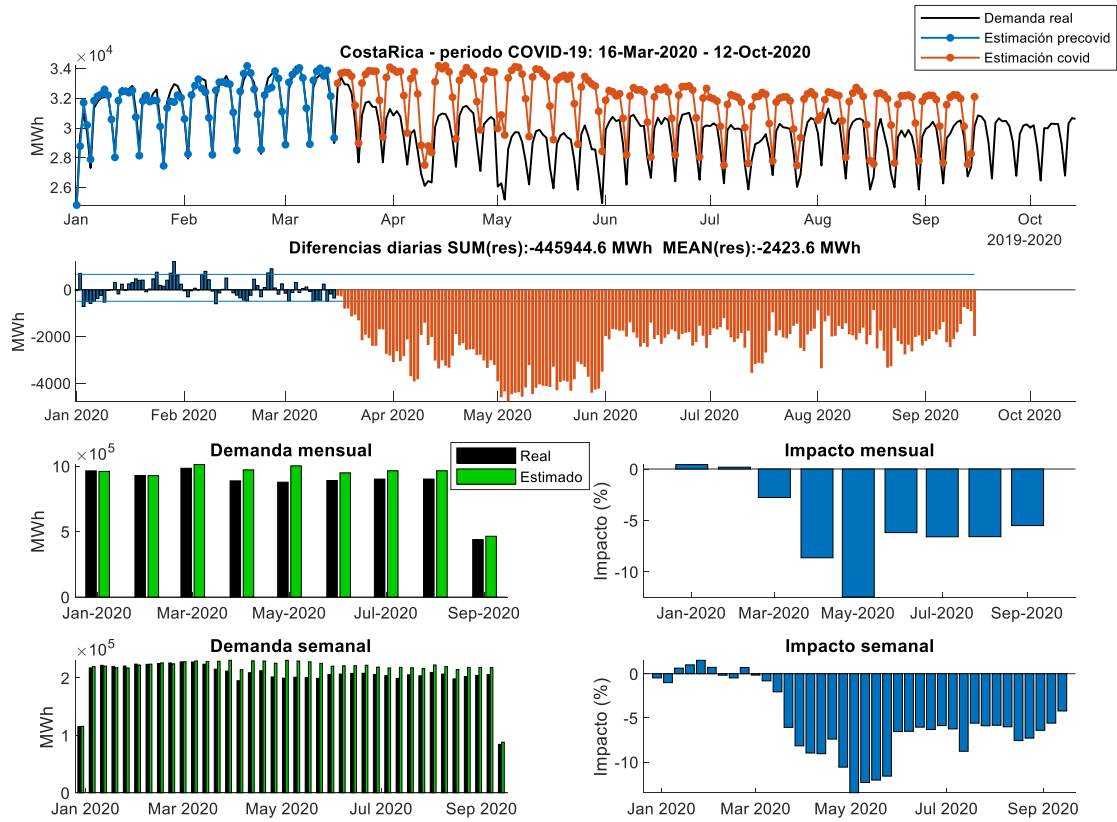 Demanda real
Estimación precovid
Estimación covid
CostaRica - periodo COVID-19: 16-Mar-2020 - 12-Oct-2020
×10⁴
3.4
3.2
3
2.8
2.6
MWh
Jan Feb Mar Apr May Jun Jul Aug Sep Oct
2019-2020
Diferencias diarias SUM(res):-445944.6 MWh MEAN(res):-2423.6 MWh
0
-2000
-4000
MWh
Jan 2020 Feb 2020 Mar 2020 Apr 2020 May 2020 Jun 2020 Jul 2020 Aug 2020 Sep 2020 Oct 2020
Demanda mensual
×10⁵
10
5
0
MWh
Real
Estimado
Jan-2020 Mar-2020 May-2020 Jul-2020 Sep-2020
Impacto mensual
0
-5
-10
Impacto (%)
Jan-2020 Mar-2020 May-2020 Jul-2020 Sep-2020
Demanda semanal
×10⁵
2
1
0
MWh
Jan 2020 Mar 2020 May 2020 Jul 2020 Sep 2020
Impacto semanal
0
-5
-10
Impacto (%)
Jan 2020 Mar 2020 May 2020 Jul 2020 Sep 2020